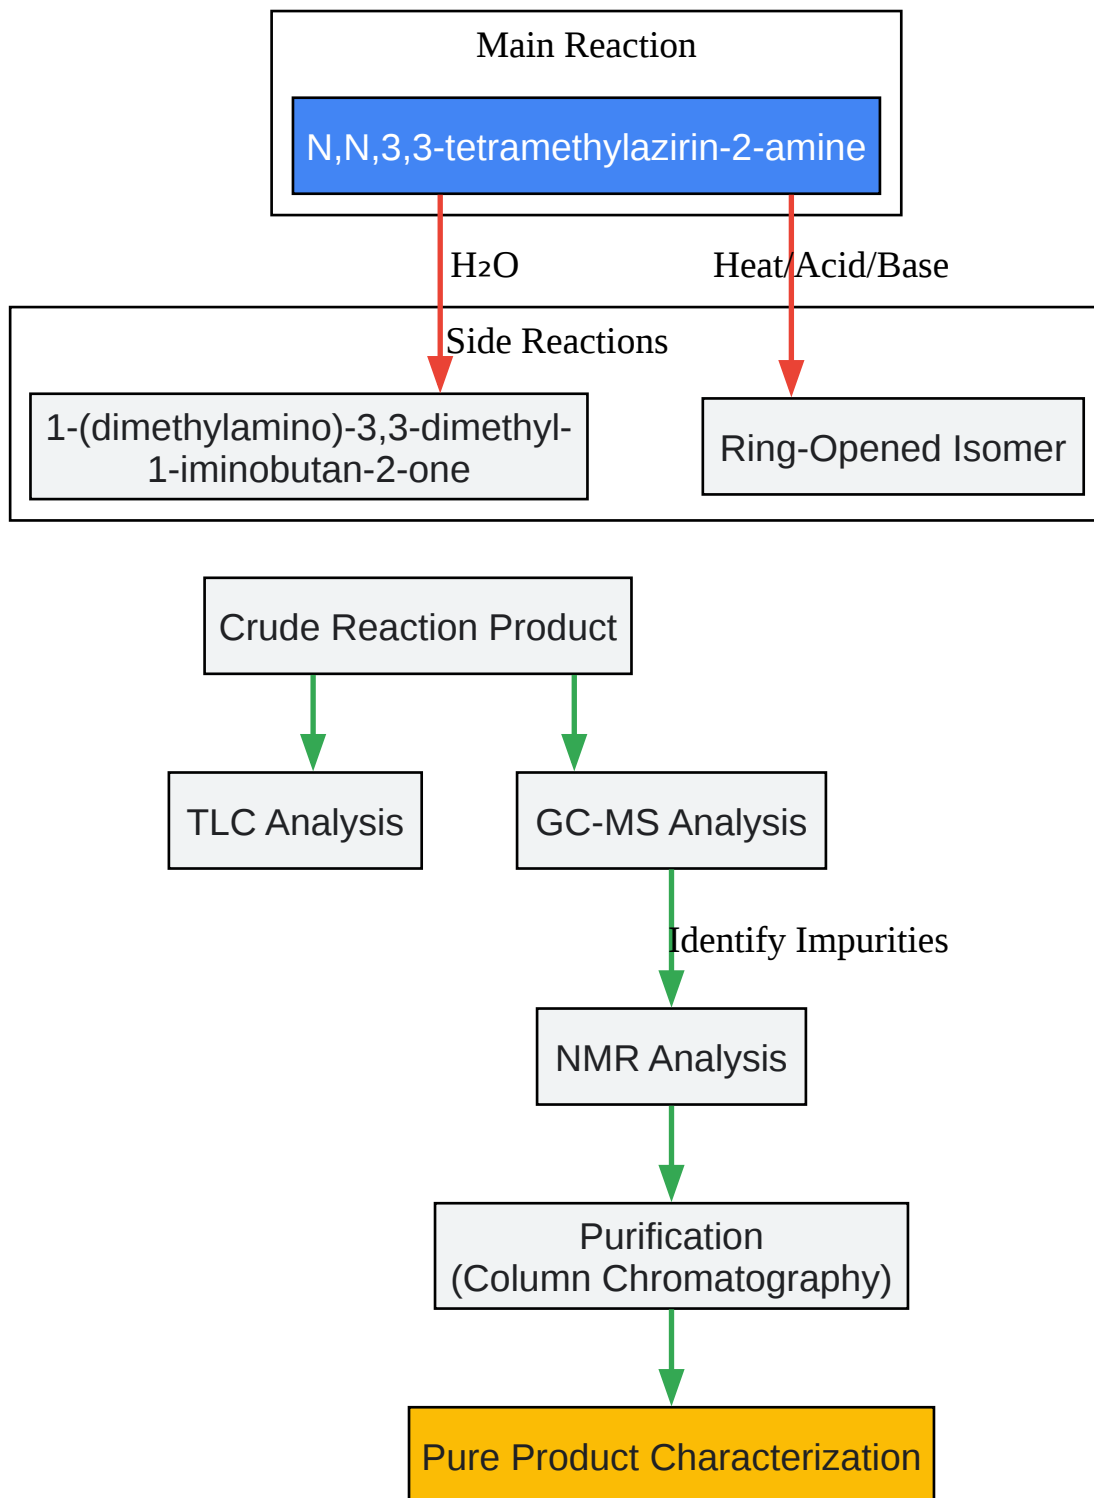 Main Reaction
N,N,3,3-tetramethylazirin-2-amine
H₂O
Heat/Acid/Base
Side Reactions
1-(dimethylamino)-3,3-dimethyl-
1-iminobutan-2-one
Ring-Opened Isomer
Crude Reaction Product
TLC Analysis
GC-MS Analysis
Identify Impurities
NMR Analysis
Purification
(Column Chromatography)
Pure Product Characterization